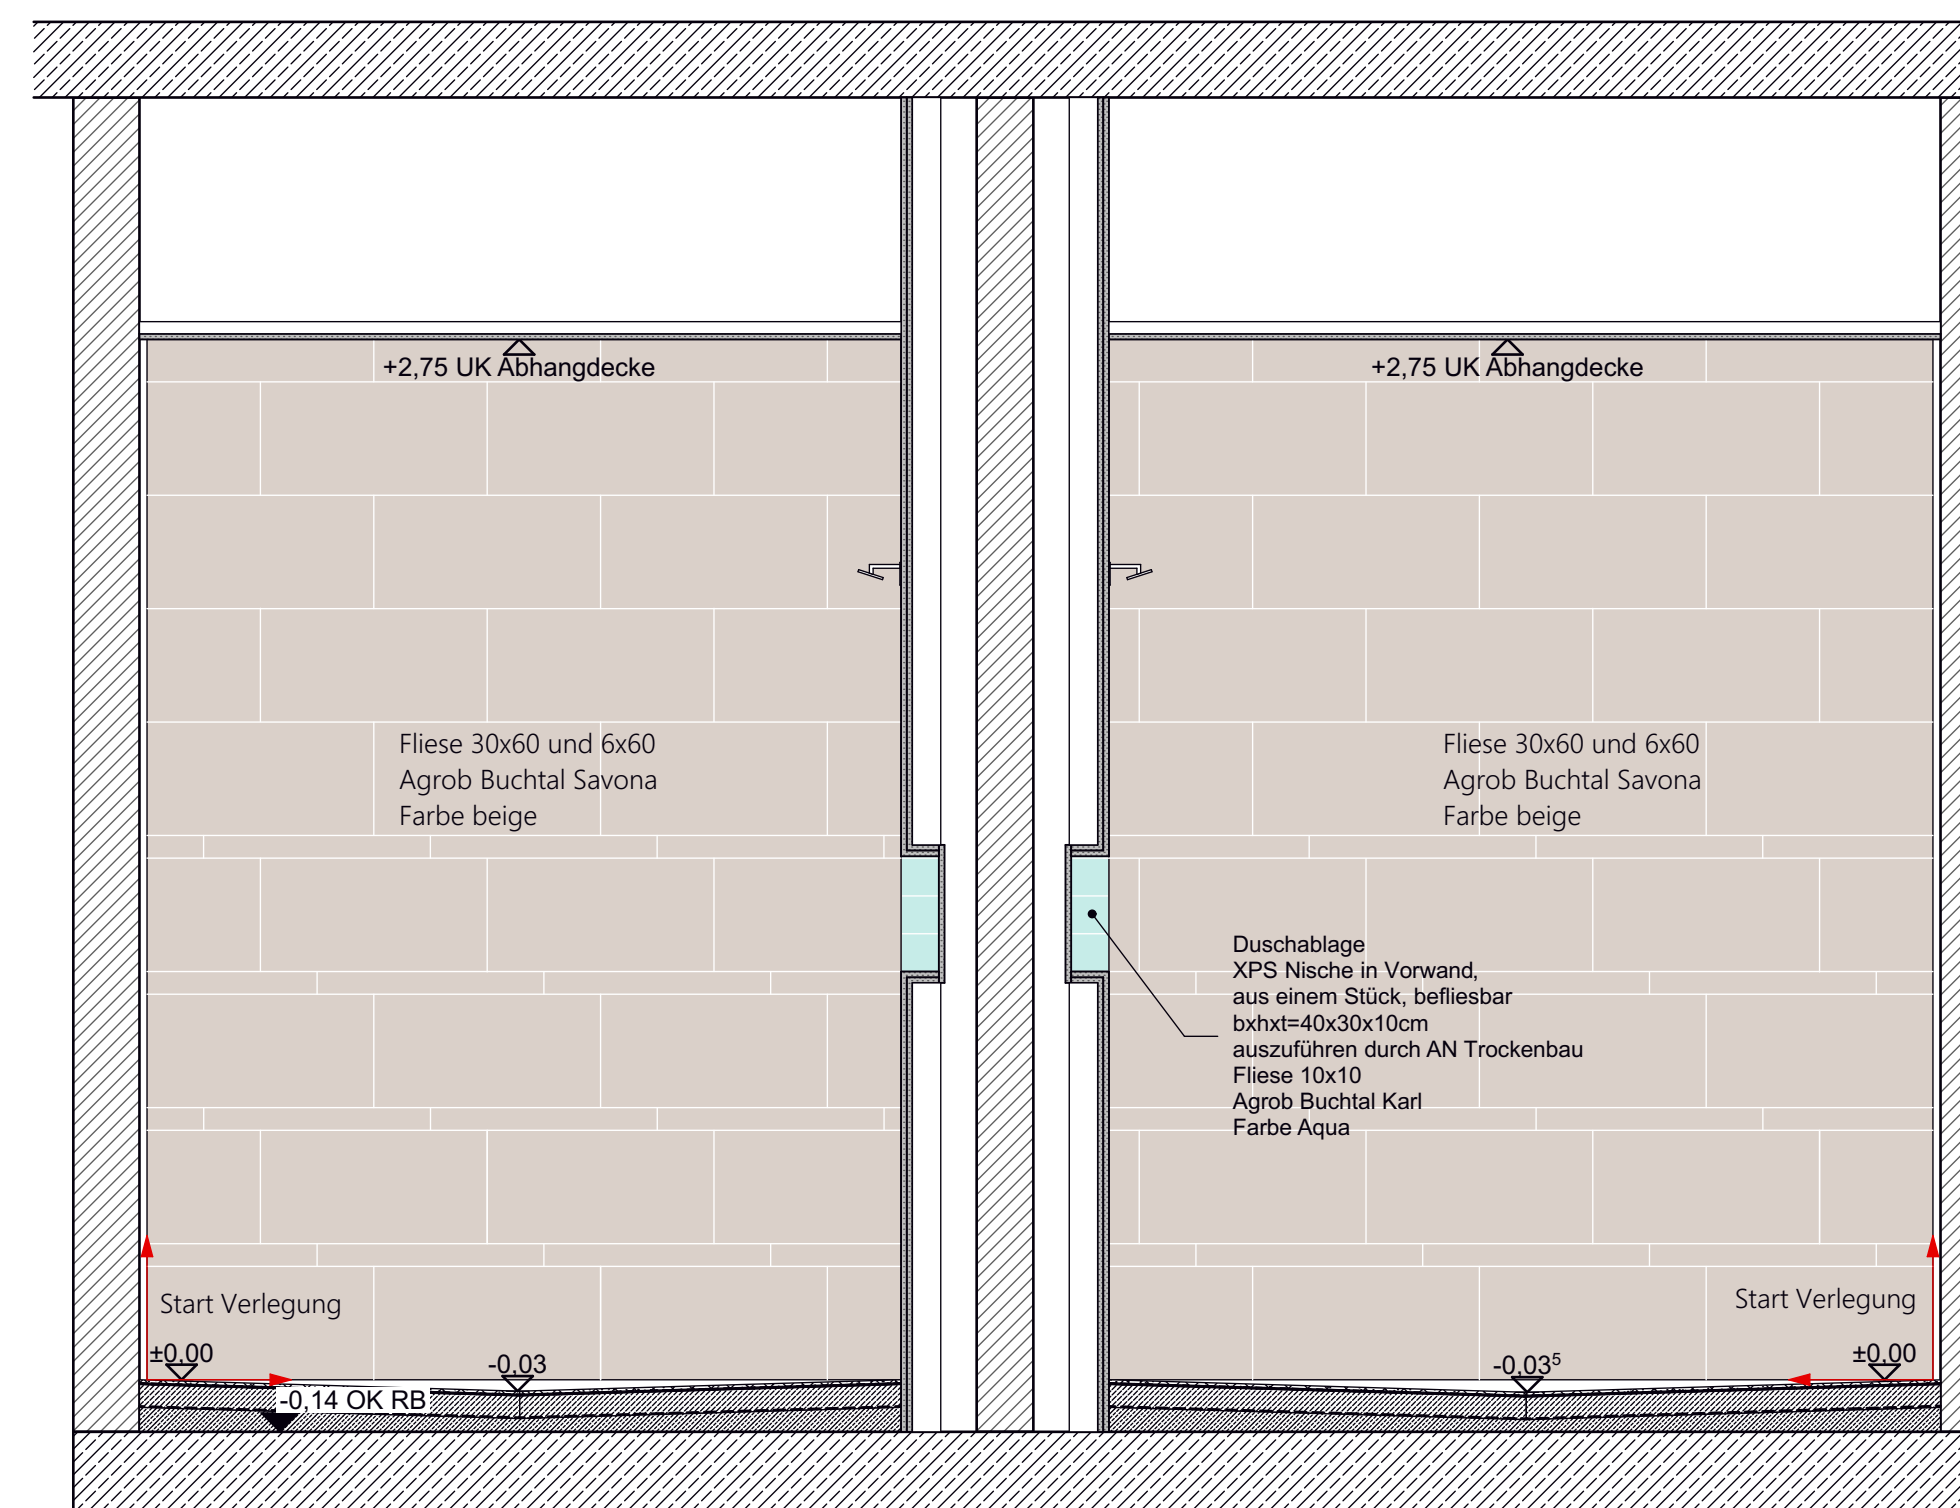 +2,75 UK Abhangdecke
+2,75 UK Abhangdecke
Fliese 30x60 und 6x60
Agrob Buchtal Savona
Farbe beige
Fliese 30x60 und 6x60
Agrob Buchtal Savona
Farbe beige
Duschablage
XPS Nische in Vorwand,
aus einem Stück, befliesbar
bxhxt=40x30x10cm
auszuführen durch AN Trockenbau
Fliese 10x10
Agrob Buchtal Karl
Farbe Aqua
Start Verlegung
±0,00
-0,03
-0,14 OK RB
Start Verlegung
-0,03⁵
±0,00